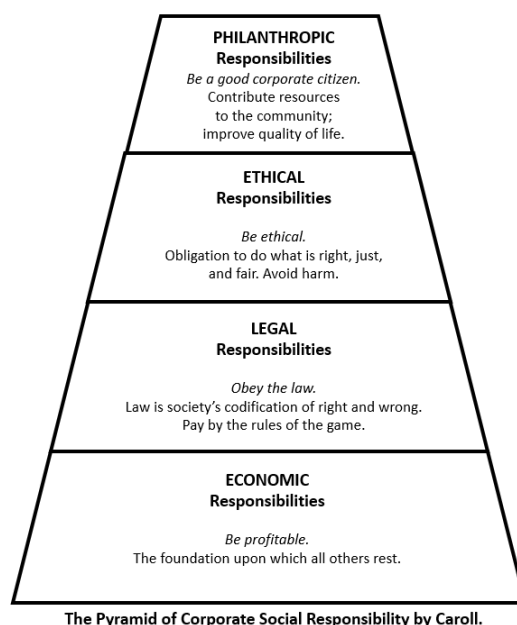 PHILANTHROPIC
Responsibilities
Be a good corporate citizen.
Contribute resources
to the community;
improve quality of life.
ETHICAL
Responsibilities
Be ethical.
Obligation to do what is right, just,
and fair. Avoid harm.
LEGAL
Responsibilities
Obey the law.
Law is society’s codification of right and wrong.
Pay by the rules of the game.
ECONOMIC
Responsibilities
Be profitable.
The foundation upon which all others rest.
The Pyramid of Corporate Social Responsibility by Caroll.